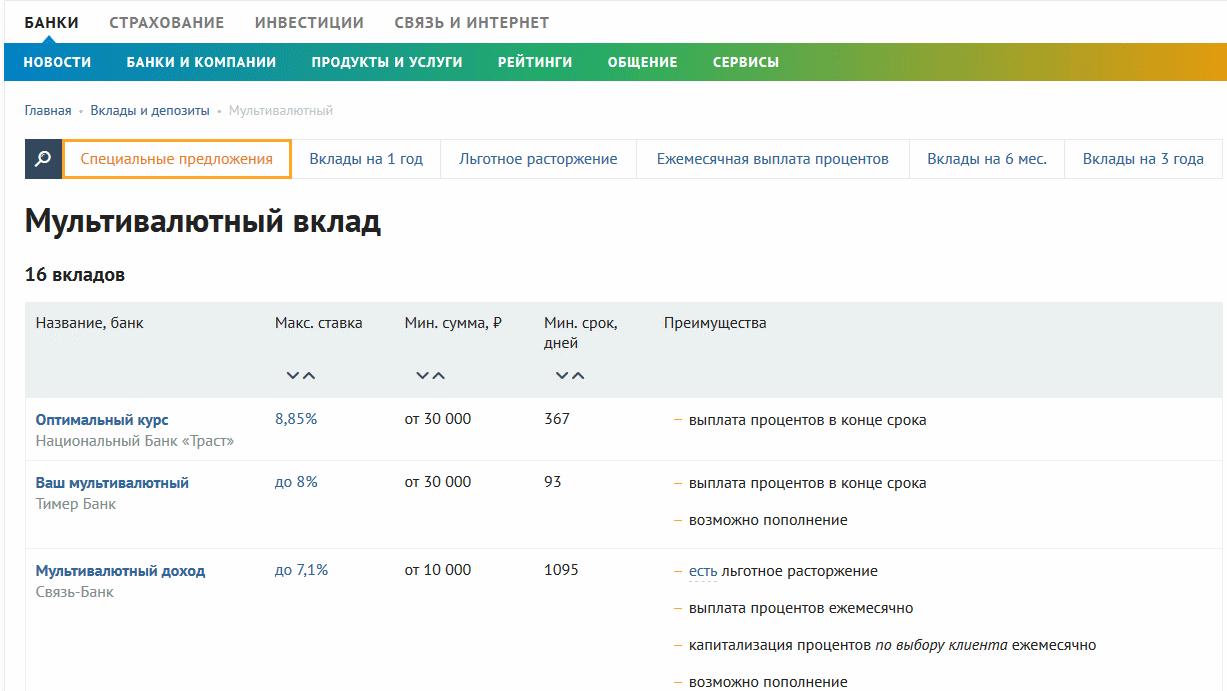 БАНКИ СТРАХОВАНИЕ ИНВЕСТИЦИИ СВЯЗЬ И ИНТЕРНЕТ
НОВОСТИ БАНКИ И КОМПАНИИ ПРОДУКТЫ И УСЛУГИ РЕЙТИНГИ ОБЩЕНИЕ СЕРВИСЫ
Главная • Вклады и депозиты • Мультивалютный
Специальные предложения Вклады на 1 год Льготное расторжение Ежемесячная выплата процентов Вклады на 6 мес. Вклады на 3 года
Мультивалютный вклад
16 вкладов
Название, банк Макс. ставка Мин. сумма, ₽ Мин. срок, Преимущества
дней
Оптимальный курс 8,85% от 30 000 367 – выплата процентов в конце срока
Национальный Банк «Траст»
Ваш мультивалютный до 8% от 30 000 93 – выплата процентов в конце срока
Тимер Банк
– возможно пополнение
Мультивалютный доход до 7,1% от 10 000 1095 – есть льготное расторжение
Связь-Банк
– выплата процентов ежемесячно
– капитализация процентов по выбору клиента ежемесячно
– возможно пополнение